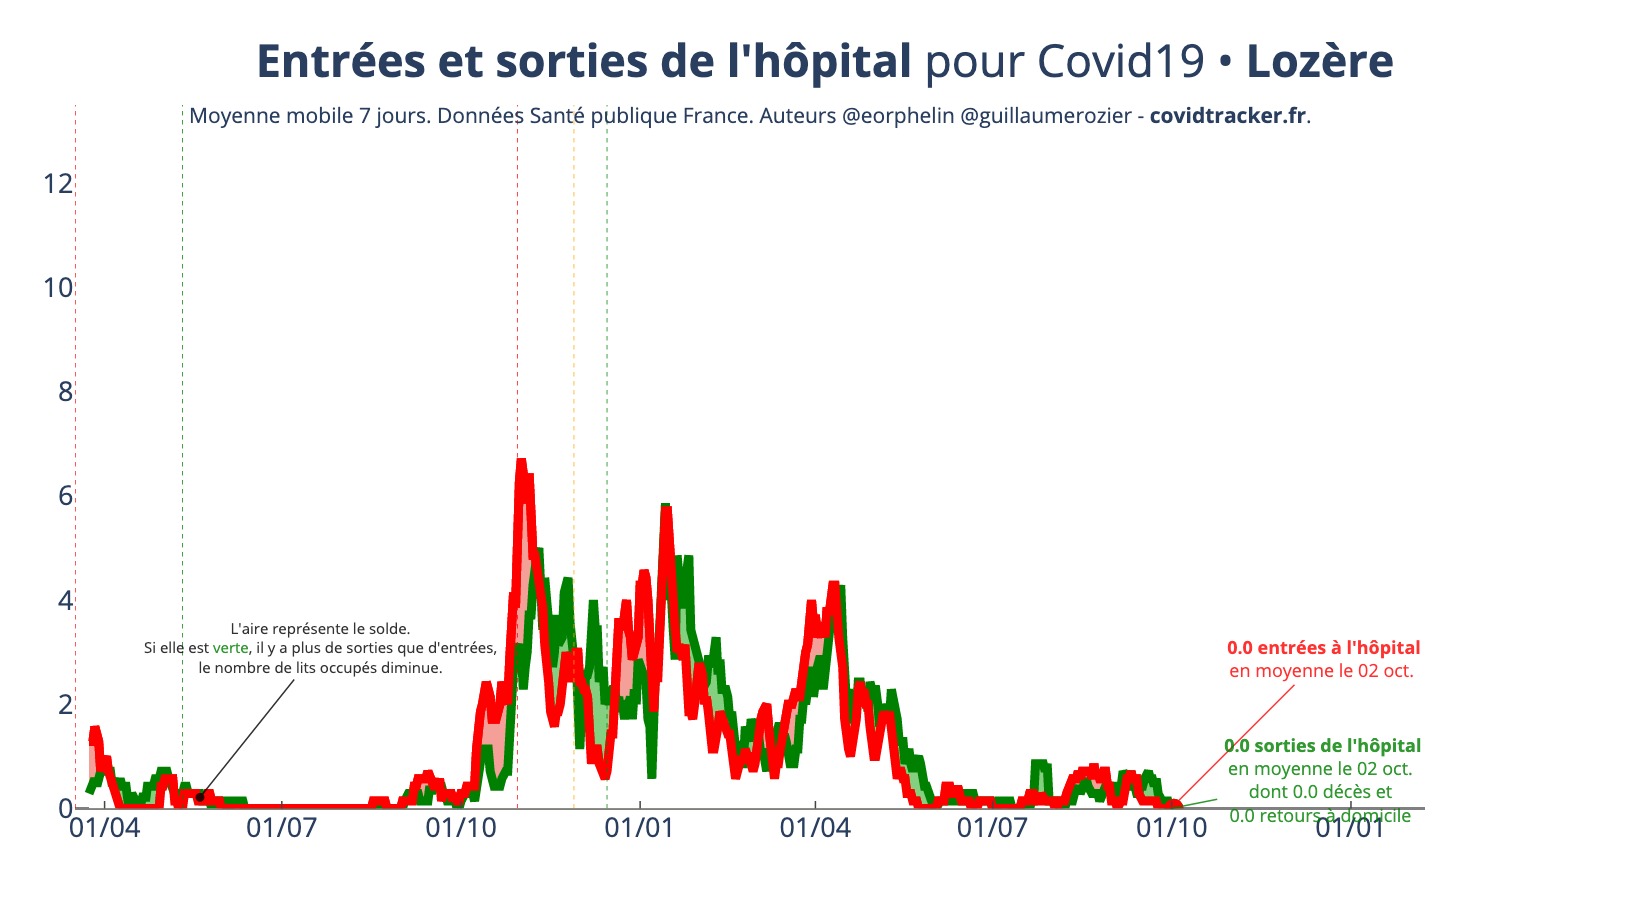 Entrées et sorties de l'hôpital pour Covid19 • Lozère
Moyenne mobile 7 jours. Données Santé publique France. Auteurs @eorphelin @guillaumerozier - covidtracker.fr.
12
10
8
6
4
2
0
L'aire représente le solde.
Si elle est verte, il y a plus de sorties que d'entrées,
le nombre de lits occupés diminue.
0.0 entrées à l'hôpital
en moyenne le 02 oct.
0.0 sorties de l'hôpital
en moyenne le 02 oct.
dont 0.0 décès et
0.0 retours à domicile
01/04 01/07 01/10 01/01 01/04 01/07 01/10 01/01